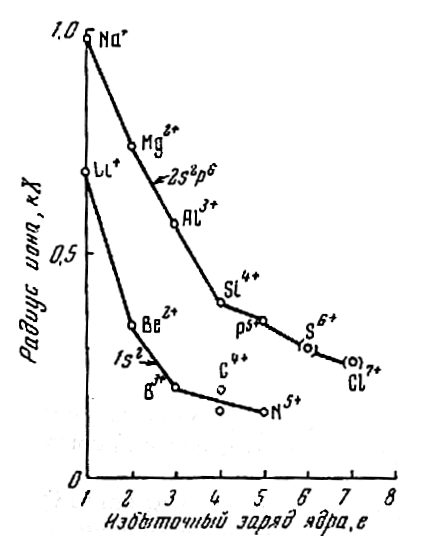 1,0
Na⁺
Mg²⁺
Li⁺
2s²p⁶
Al³⁺
0,5
Si⁴⁺
P⁵⁺
S⁶⁺
Be²⁺
1s²
C⁴⁺
Cl⁷⁺
B³⁺
N⁵⁺
0
1 2 3 4 5 6 7 8
Избыточный заряд ядра, е
Радиус иона, кХ